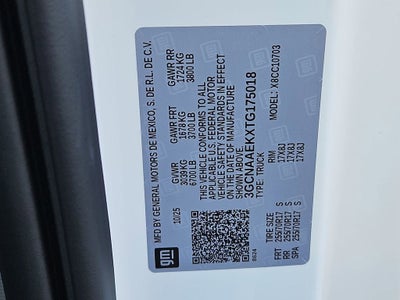 MFD BY GENERAL MOTORS DE MEXICO, S. DE R.L. DE C.V.
10/25
GVWR
3039 KG
6700 LB
GAWR FRT
1678 KG
3700 LB
GAWR RR
1724 KG
3800 LB
THIS VEHICLE CONFORMS TO ALL
APPLICABLE U.S. FEDERAL MOTOR
VEHICLE SAFETY STANDARDS IN EFFECT
ON THE DATE OF MANUFACTURE
SHOWN ABOVE.
3GCNAAEKXTG175018
TYPE: TRUCK
MODEL: X8CC10703
gm
TIRE SIZE
RIM
FRT 255/70R17 S 17X8J
RR 255/70R17 S 17X8J
SPA 255/70R17 S 17X8J